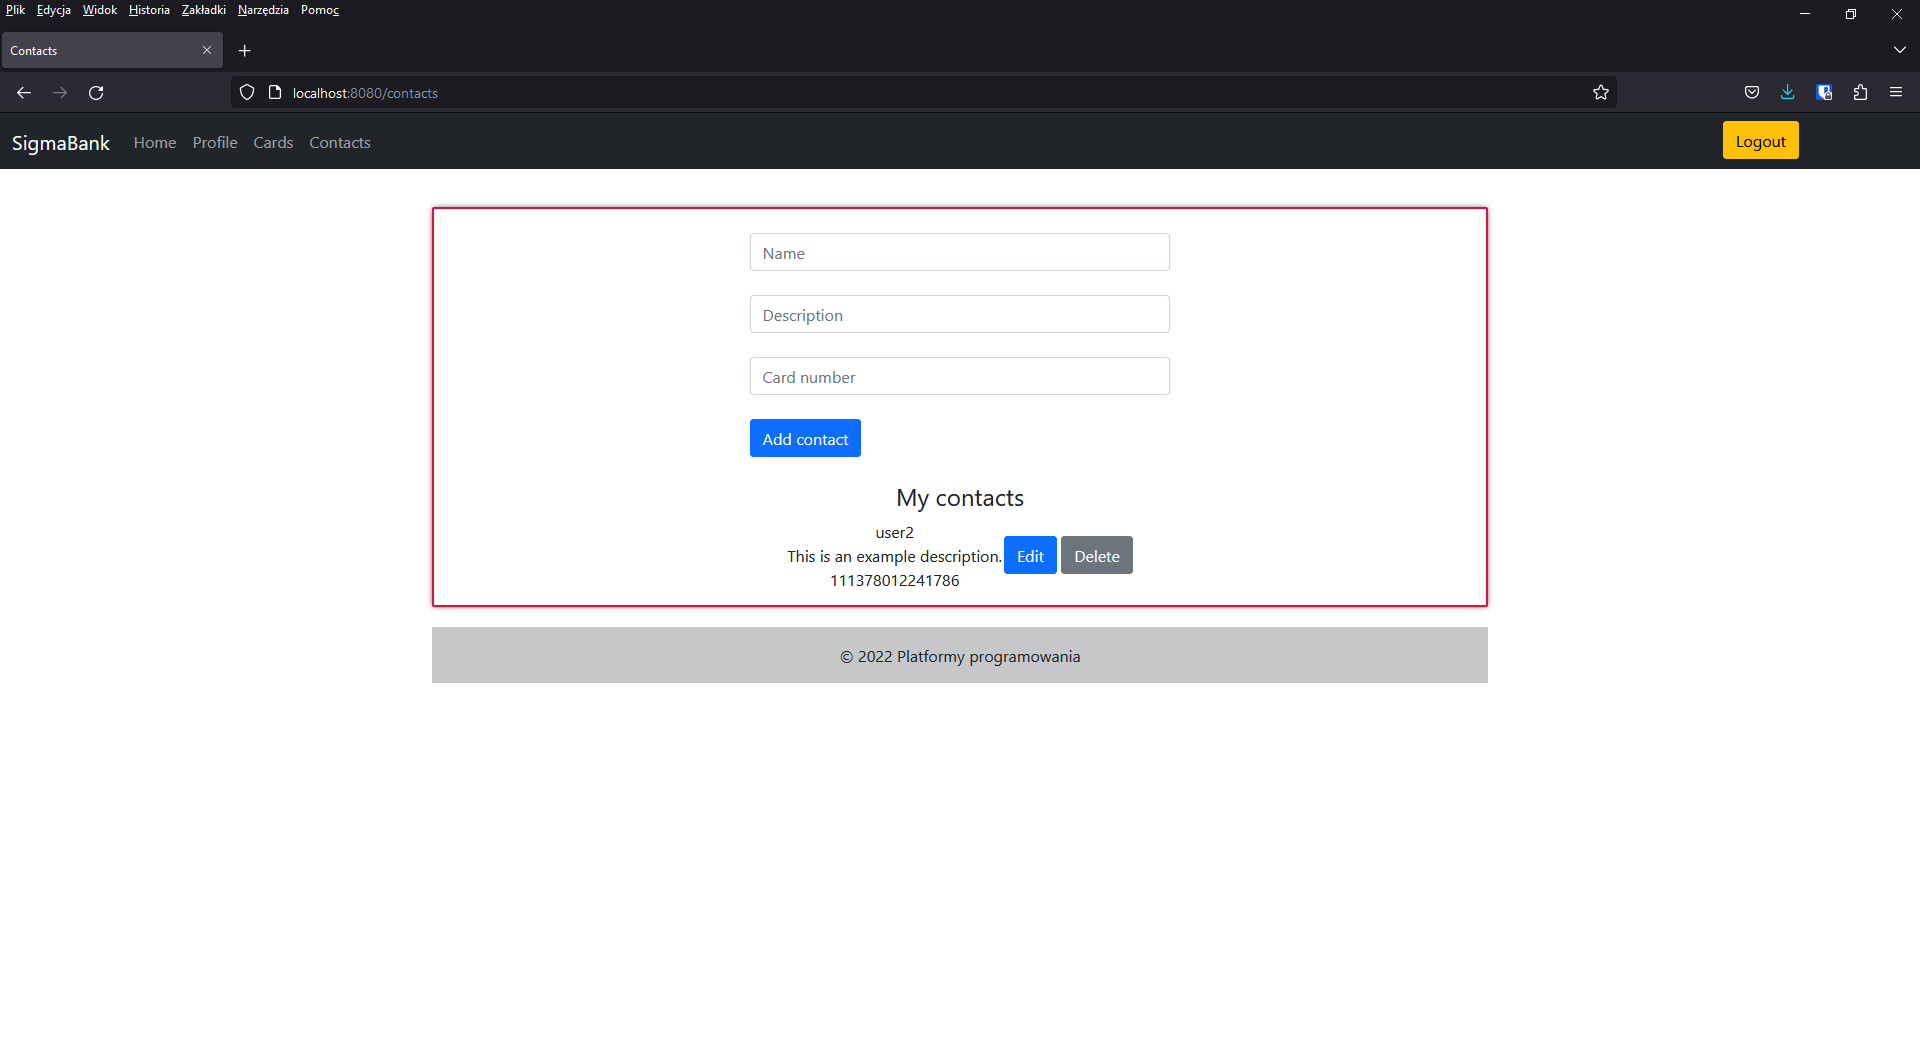 Plik Edycja Widok Historia Zakładki Narzędzia Pomoc
Contacts
localhost:8080/contacts
SigmaBank Home Profile Cards Contacts Logout
Name
Description
Card number
Add contact
My contacts
user2
This is an example description. Edit Delete
111378012241786
© 2022 Platformy programowania